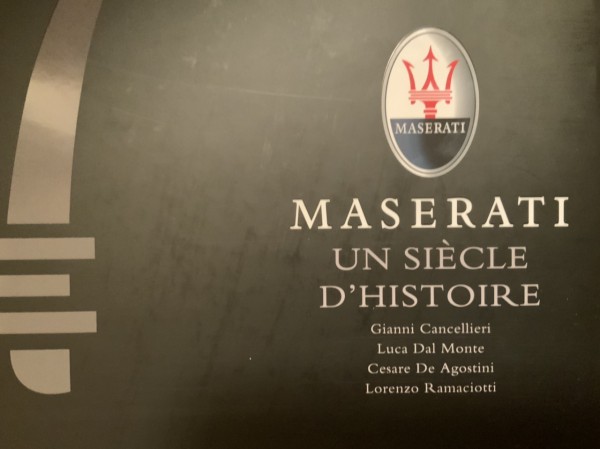 MASERATI
MASERATI
UN SIÈCLE
D'HISTOIRE
Gianni Cancellieri
Luca Dal Monte
Cesare De Agostini
Lorenzo Ramaciotti